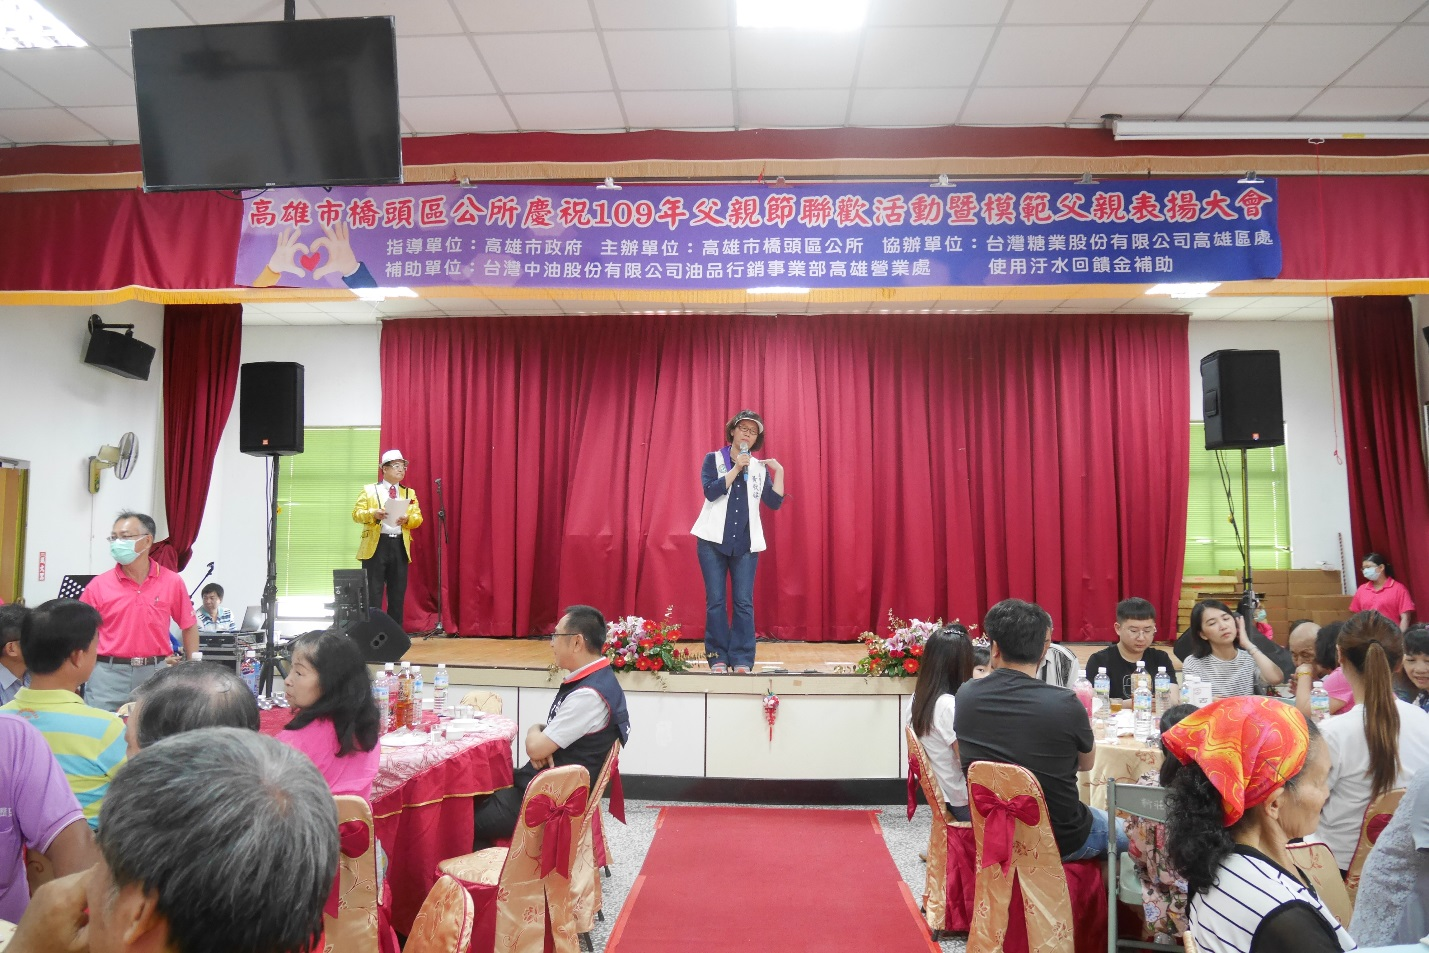 高雄市橋頭區公所慶祝109年父親節聯歡活動暨模範父親表揚大會
指導單位：高雄市政府 主辦單位：高雄市橋頭區公所 協辦單位：台灣糖業股份有限公司高雄區處
補助單位：台灣中油股份有限公司油品行銷事業部高雄營業處 使用汙水回饋金補助